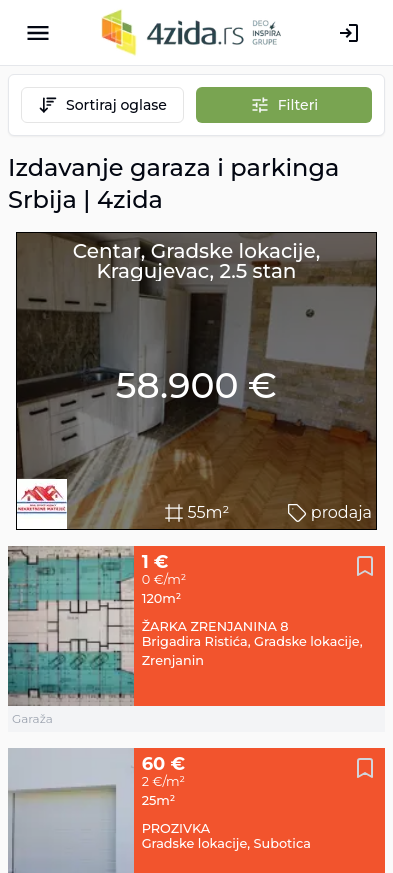 4zida.rs
DEO
INSPIRA
GRUPE
Sortiraj oglase
Filteri
Izdavanje garaza i parkinga
Srbija | 4zida
Centar, Gradske lokacije,
Kragujevac, 2.5 stan
58.900 €
55m²
prodaja
1 €
0 €/m²
120m²
ŽARKA ZRENJANINA 8
Brigadira Ristića, Gradske lokacije,
Zrenjanin
Garaža
60 €
2 €/m²
25m²
PROZIVKA
Gradske lokacije, Subotica